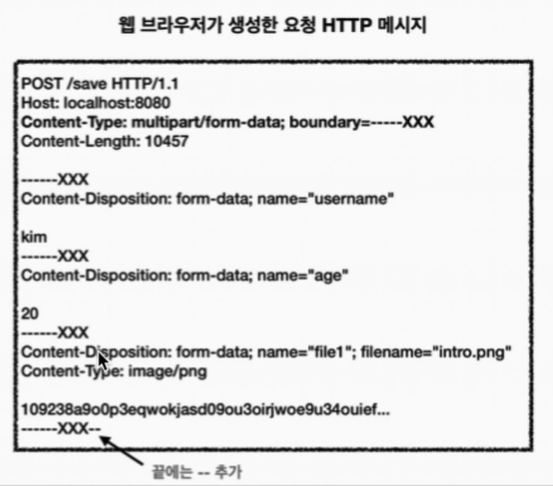 웹 브라우저가 생성한 요청 HTTP 메시지
POST /save HTTP/1.1
Host: localhost:8080
Content-Type: multipart/form-data; boundary=-----XXX
Content-Length: 10457
------XXX
Content-Disposition: form-data; name="username"
kim
------XXX
Content-Disposition: form-data; name="age"
20
------XXX
Content-Disposition: form-data; name="file1"; filename="intro.png"
Content-Type: image/png
109238a9o0p3eqwokjasd09ou3oirjwoe9u34ouief...
------XXX--
끝에는 -- 추가